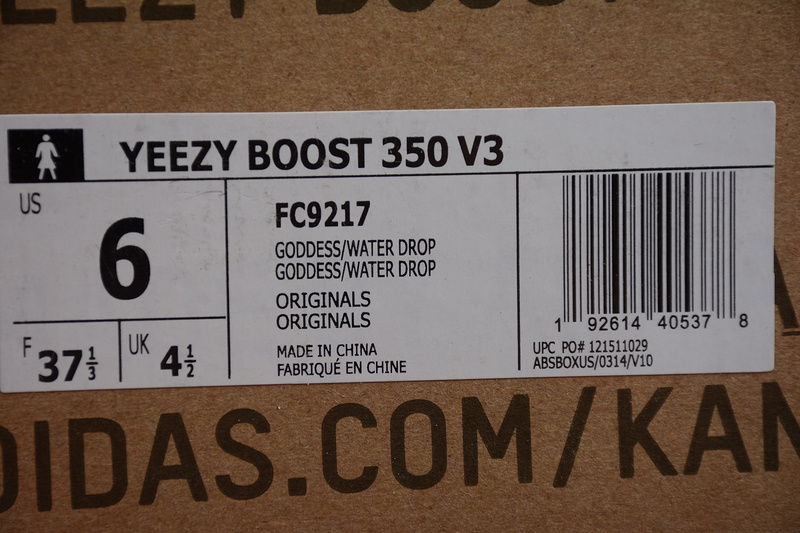 YEEZY BOOST
YEEZY BOOST 350 V3
US
6
F 37 1/3
UK 4 1/2
FC9217
GODDESS/WATER DROP
GODDESS/WATER DROP
ORIGINALS
ORIGINALS
MADE IN CHINA
FABRIQUÉ EN CHINE
1 92614 40537 8
UPC PO# 121511029
ABSBOXUS/0314/V10
DIDAS.COM/KAN